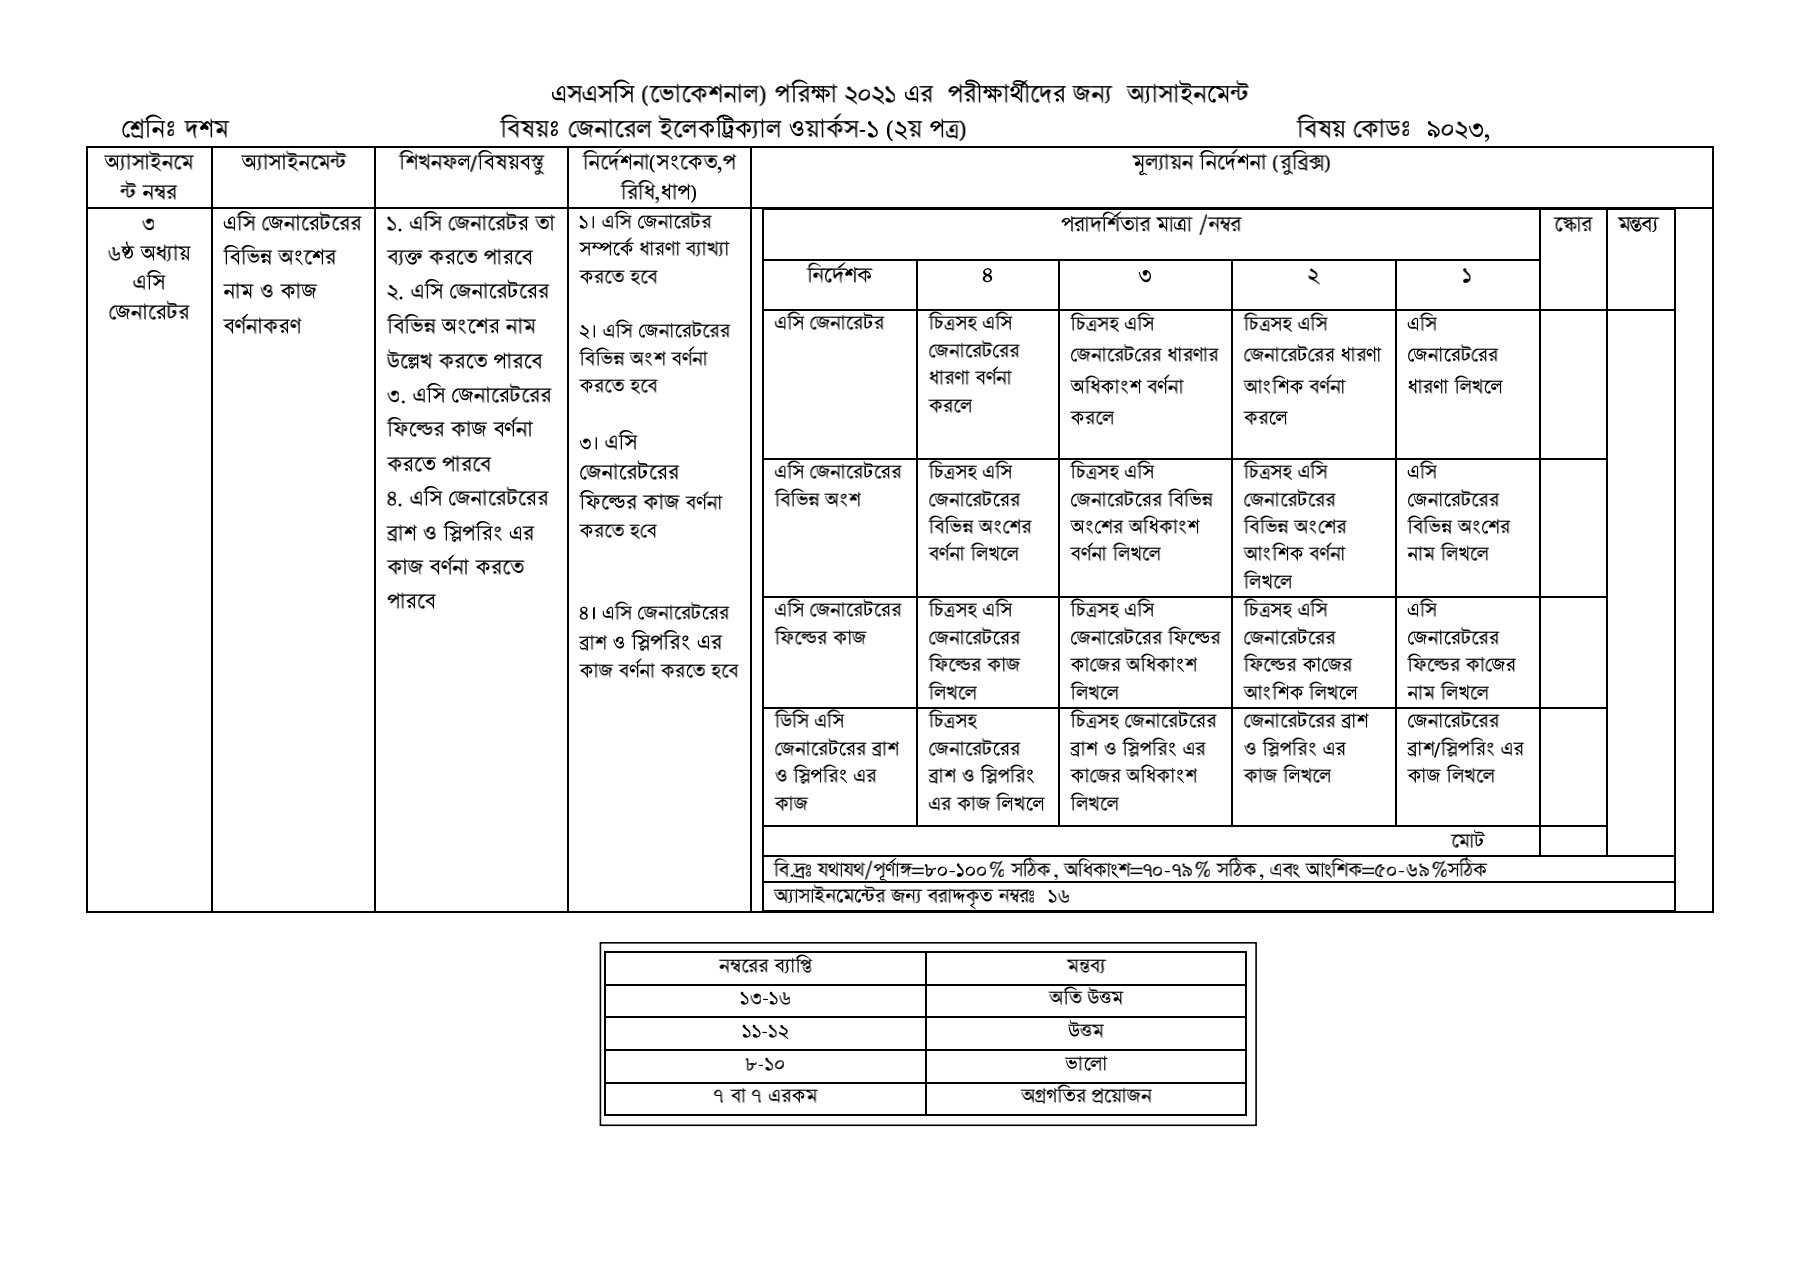 এসএসসি (ভোকেশনাল) পরিক্ষা ২০২১ এর পরীক্ষার্থীদের জন্য অ্যাসাইনমেন্ট
শ্রেনিঃ দশম বিষয়ঃ জেনারেল ইলেকট্রিক্যাল ওয়ার্কস-১ (২য় পত্র) বিষয় কোডঃ ৯০২৩,
অ্যাসাইনমে
ন্ট নম্বর
অ্যাসাইনমেন্ট
শিখনফল/বিষয়বস্তু
নির্দেশনা(সংকেত,প
রিধি,ধাপ)
মূল্যায়ন নির্দেশনা (রুব্রিক্স)
৩
৬ষ্ঠ অধ্যায়
এসি
জেনারেটর
এসি জেনারেটরের
বিভিন্ন অংশের
নাম ও কাজ
বর্ণনাকরণ
১. এসি জেনারেটর তা
ব্যক্ত করতে পারবে
২. এসি জেনারেটরের
বিভিন্ন অংশের নাম
উল্লেখ করতে পারবে
৩. এসি জেনারেটরের
ফিল্ডের কাজ বর্ণনা
করতে পারবে
৪. এসি জেনারেটরের
ব্রাশ ও স্লিপরিং এর
কাজ বর্ণনা করতে
পারবে
১। এসি জেনারেটর
সম্পর্কে ধারণা ব্যাখ্যা
করতে হবে
২। এসি জেনারেটরের
বিভিন্ন অংশ বর্ণনা
করতে হবে
৩। এসি
জেনারেটরের
ফিল্ডের কাজ বর্ণনা
করতে হবে
৪। এসি জেনারেটরের
ব্রাশ ও স্লিপরিং এর
কাজ বর্ণনা করতে হবে
পরাদর্শিতার মাত্রা /নম্বর
স্কোর
মন্তব্য
নির্দেশক
৪
৩
২
১
এসি জেনারেটর
চিত্রসহ এসি
জেনারেটরের
ধারণা বর্ণনা
করলে
চিত্রসহ এসি
জেনারেটরের ধারণার
অধিকাংশ বর্ণনা
করলে
চিত্রসহ এসি
জেনারেটরের ধারণা
আংশিক বর্ণনা
করলে
এসি
জেনারেটরের
ধারণা লিখলে
এসি জেনারেটরের
বিভিন্ন অংশ
চিত্রসহ এসি
জেনারেটরের
বিভিন্ন অংশের
বর্ণনা লিখলে
চিত্রসহ এসি
জেনারেটরের বিভিন্ন
অংশের অধিকাংশ
বর্ণনা লিখলে
চিত্রসহ এসি
জেনারেটরের
বিভিন্ন অংশের
আংশিক বর্ণনা
লিখলে
এসি
জেনারেটরের
বিভিন্ন অংশের
নাম লিখলে
এসি জেনারেটরের
ফিল্ডের কাজ
চিত্রসহ এসি
জেনারেটরের
ফিল্ডের কাজ
লিখলে
চিত্রসহ এসি
জেনারেটরের ফিল্ডের
কাজের অধিকাংশ
লিখলে
চিত্রসহ এসি
জেনারেটরের
ফিল্ডের কাজের
আংশিক লিখলে
এসি
জেনারেটরের
ফিল্ডের কাজের
নাম লিখলে
ডিসি এসি
জেনারেটরের ব্রাশ
ও স্লিপরিং এর
কাজ
চিত্রসহ
জেনারেটরের
ব্রাশ ও স্লিপরিং
এর কাজ লিখলে
চিত্রসহ জেনারেটরের
ব্রাশ ও স্লিপরিং এর
কাজের অধিকাংশ
লিখলে
জেনারেটরের ব্রাশ
ও স্লিপরিং এর
কাজ লিখলে
জেনারেটরের
ব্রাশ/স্লিপরিং এর
কাজ লিখলে
মোট
বি.দ্রঃ যথাযথ/পূর্ণাঙ্গ=৮০-১০০% সঠিক, অধিকাংশ=৭০-৭৯% সঠিক, এবং আংশিক=৫০-৬৯%সঠিক
অ্যাসাইনমেন্টের জন্য বরাদ্দকৃত নম্বরঃ ১৬
নম্বরের ব্যাপ্তি মন্তব্য
১৩-১৬ অতি উত্তম
১১-১২ উত্তম
৮-১০ ভালো
৭ বা ৭ এরকম অগ্রগতির প্রয়োজন